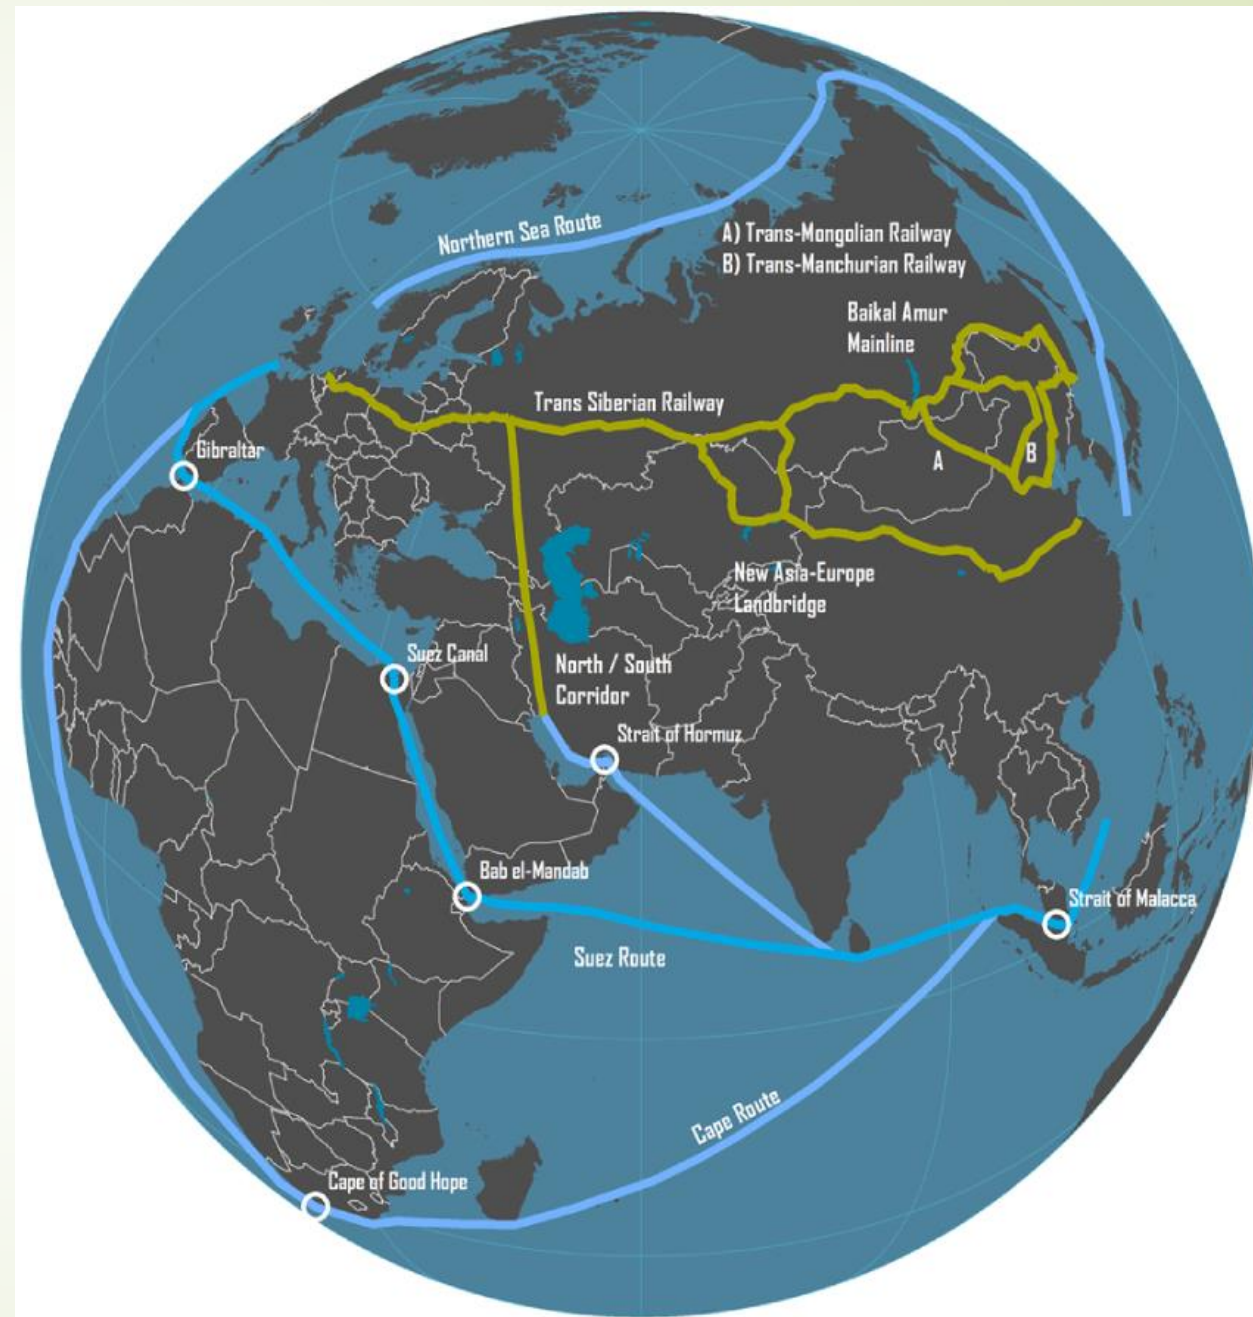 Northern Sea Route
A) Trans-Mongolian Railway
B) Trans-Manchurian Railway
Baikal Amur
Mainline
Trans Siberian Railway
Gibraltar
A
B
New Asia-Europe
Landbridge
Suez Canal
North / South
Corridor
Strait of Hormuz
Bab el-Mandab
Strait of Malacca
Suez Route
Cape Route
Cape of Good Hope